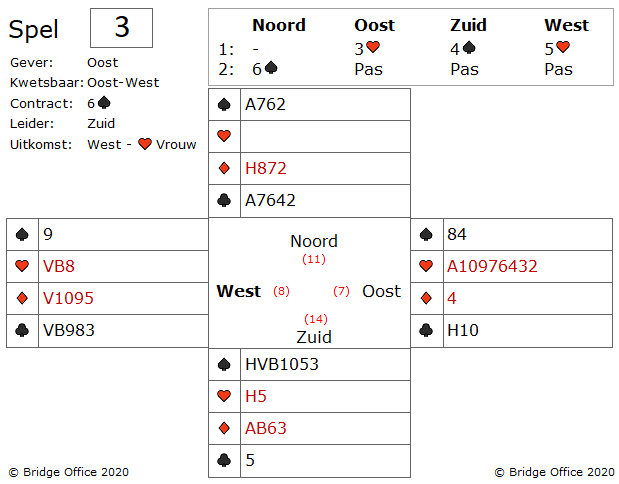 Spel 3
Gever: Oost
Kwetsbaar: Oost-West
Contract: 6♠
Leider: Zuid
Uitkomst: West - ♥ Vrouw
Noord Oost Zuid West
1: - 3♥ 4♠ 5♥
2: 6♠ Pas Pas Pas
♠ A762
♥
♦ H872
♣ A7642
♠ 9
♥ VB8
♦ V1095
♣ VB983
Noord
(11)
West (8) (7) Oost
(14)
Zuid
♠ 84
♥ A10976432
♦ 4
♣ H10
♠ HVB1053
♥ H5
♦ AB63
♣ 5
© Bridge Office 2020
© Bridge Office 2020